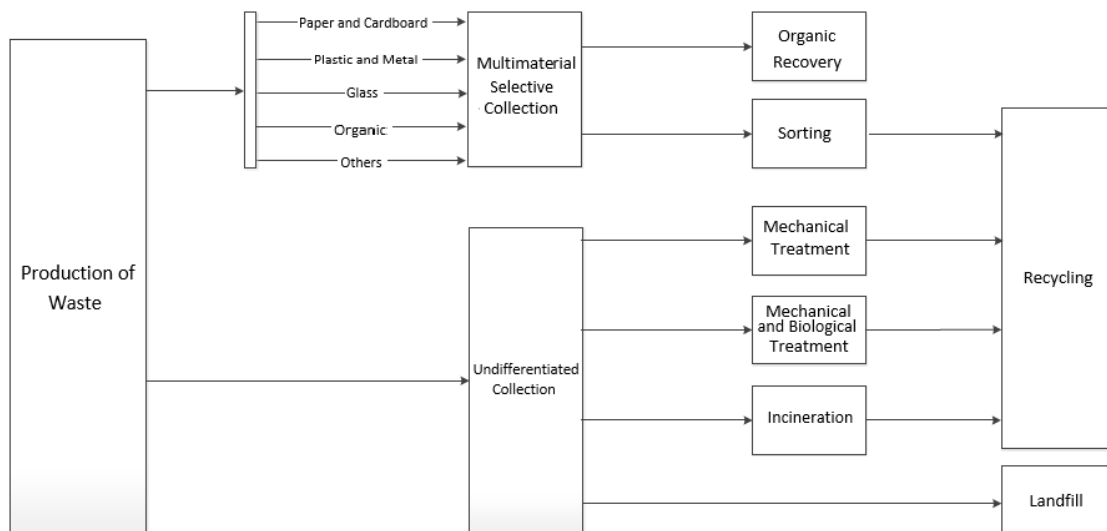 Production of
Waste
Paper and Cardboard
Plastic and Metal
Glass
Organic
Others
Multimaterial
Selective
Collection
Undifferentiated
Collection
Organic
Recovery
Sorting
Mechanical
Treatment
Mechanical
and Biological
Treatment
Incineration
Recycling
Landfill